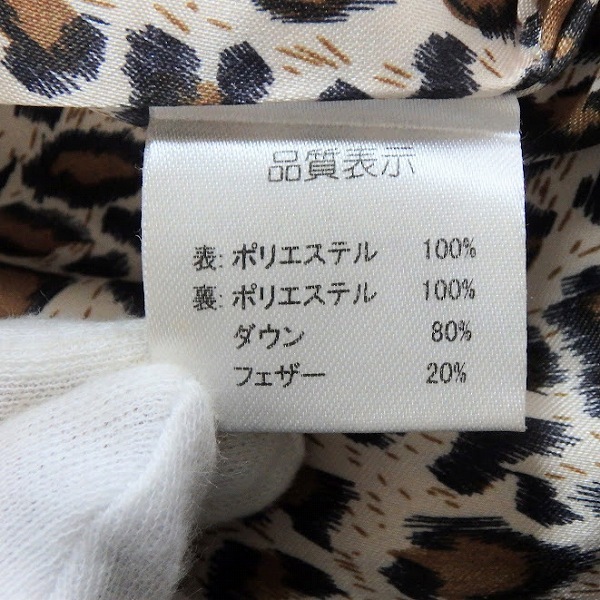 品質表示
表: ポリエステル 100%
裏: ポリエステル 100%
ダウン 80%
フェザー 20%